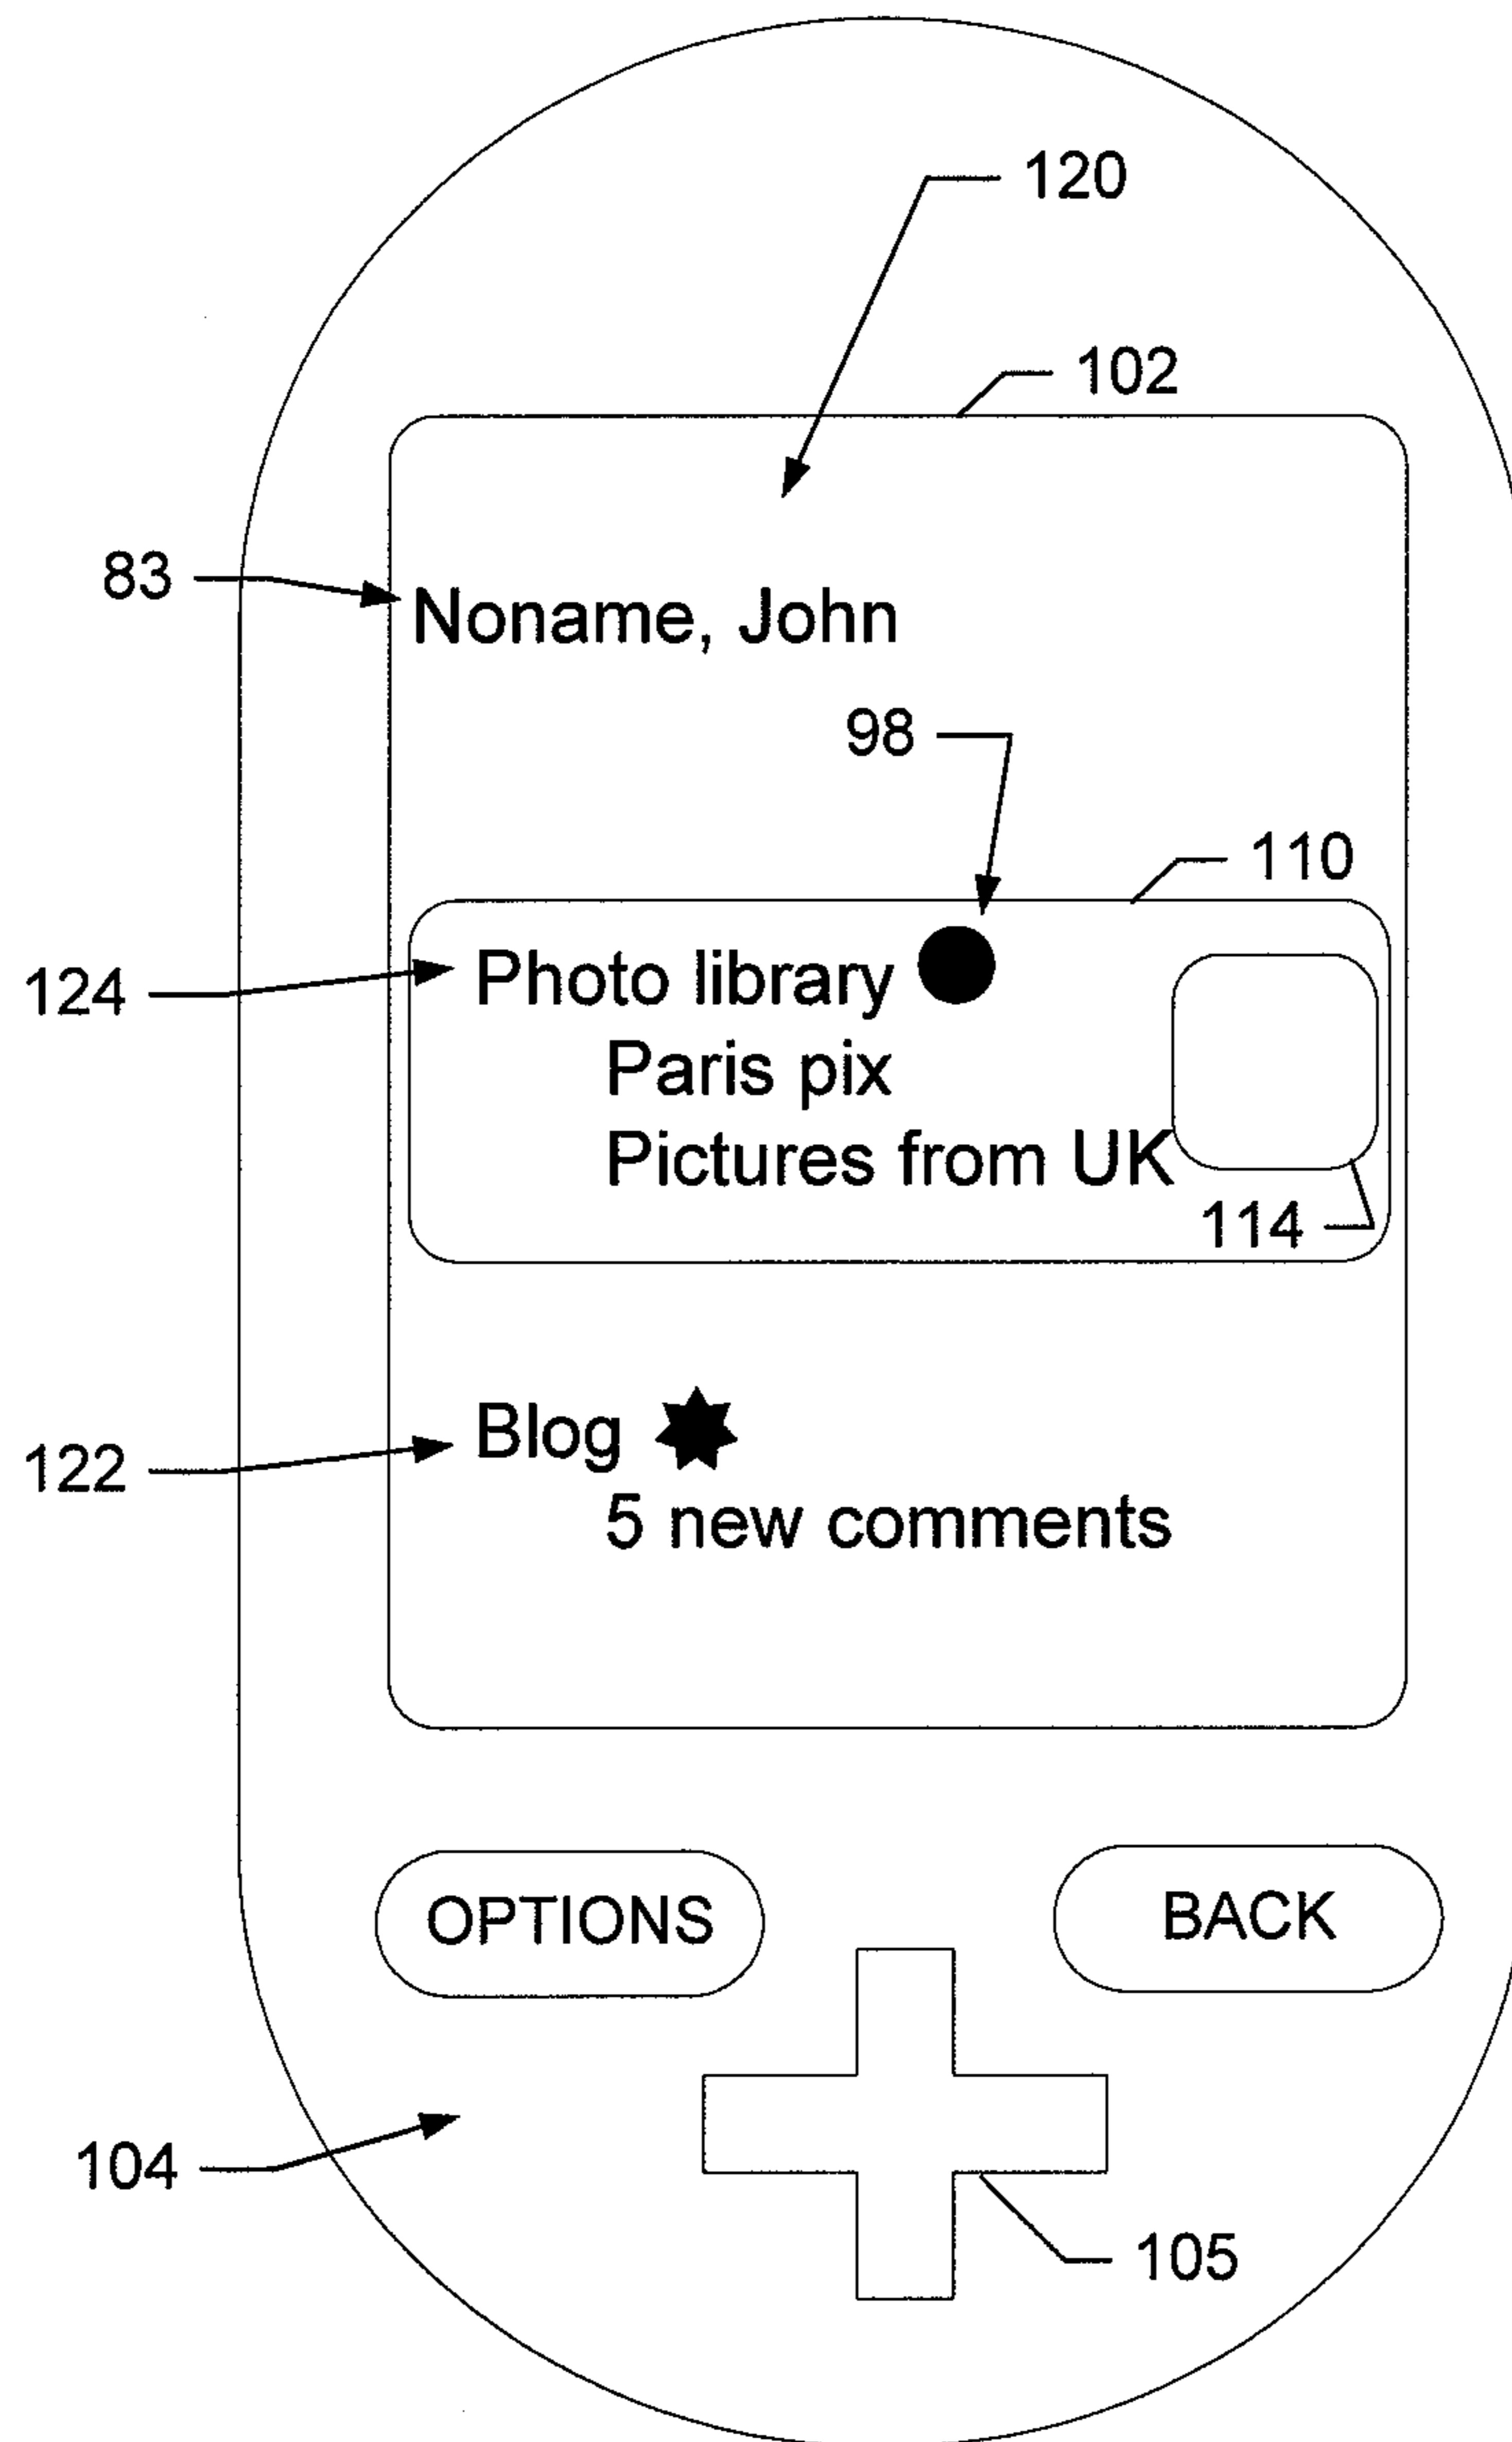 120
102
83
Noname, John
98
110
124
Photo library
Paris pix
Pictures from UK
114
122
Blog
5 new comments
OPTIONS
BACK
104
105